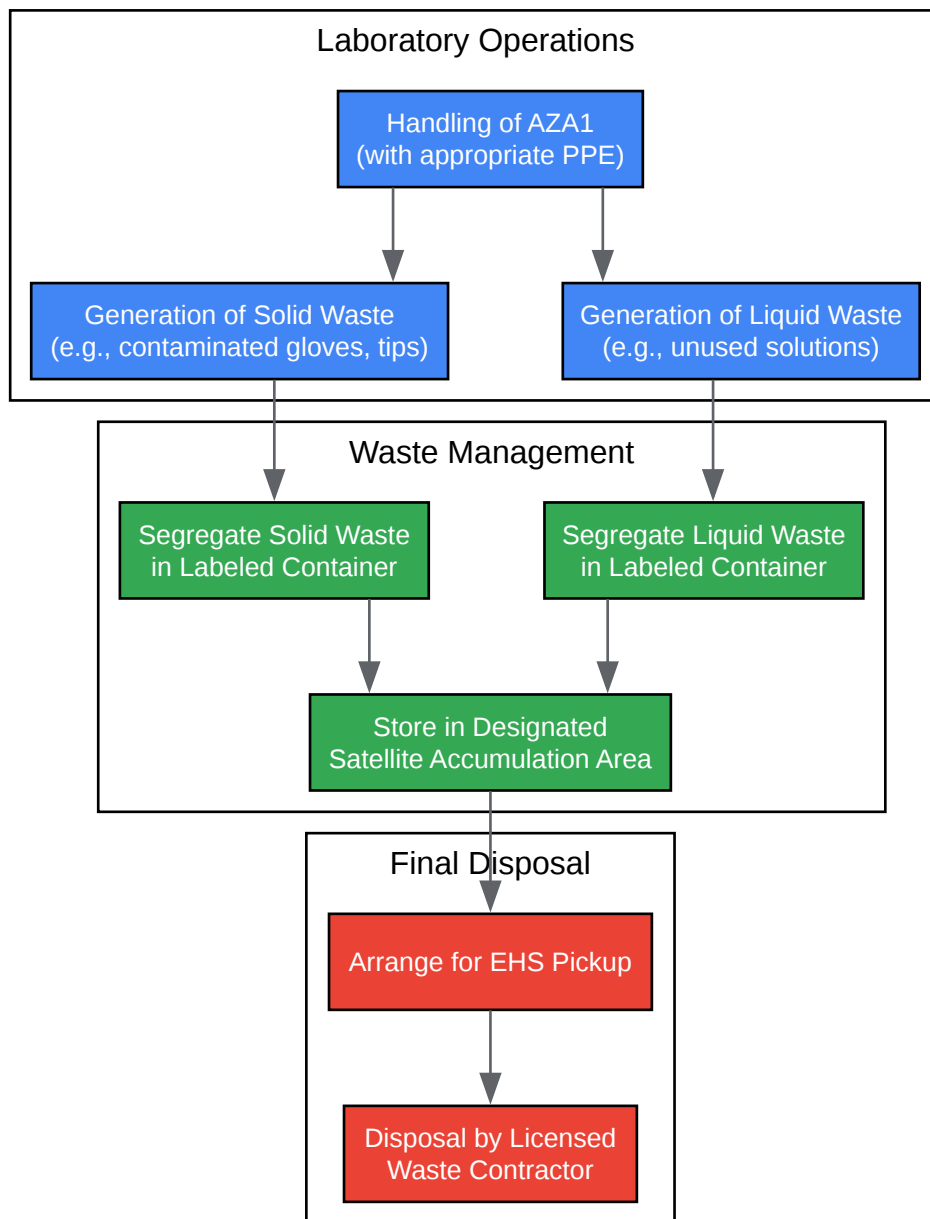 Laboratory Operations
Handling of AZA1
(with appropriate PPE)
Generation of Solid Waste
(e.g., contaminated gloves, tips)
Generation of Liquid Waste
(e.g., unused solutions)
Waste Management
Segregate Solid Waste
in Labeled Container
Segregate Liquid Waste
in Labeled Container
Store in Designated
Satellite Accumulation Area
Final Disposal
Arrange for EHS Pickup
Disposal by Licensed
Waste Contractor